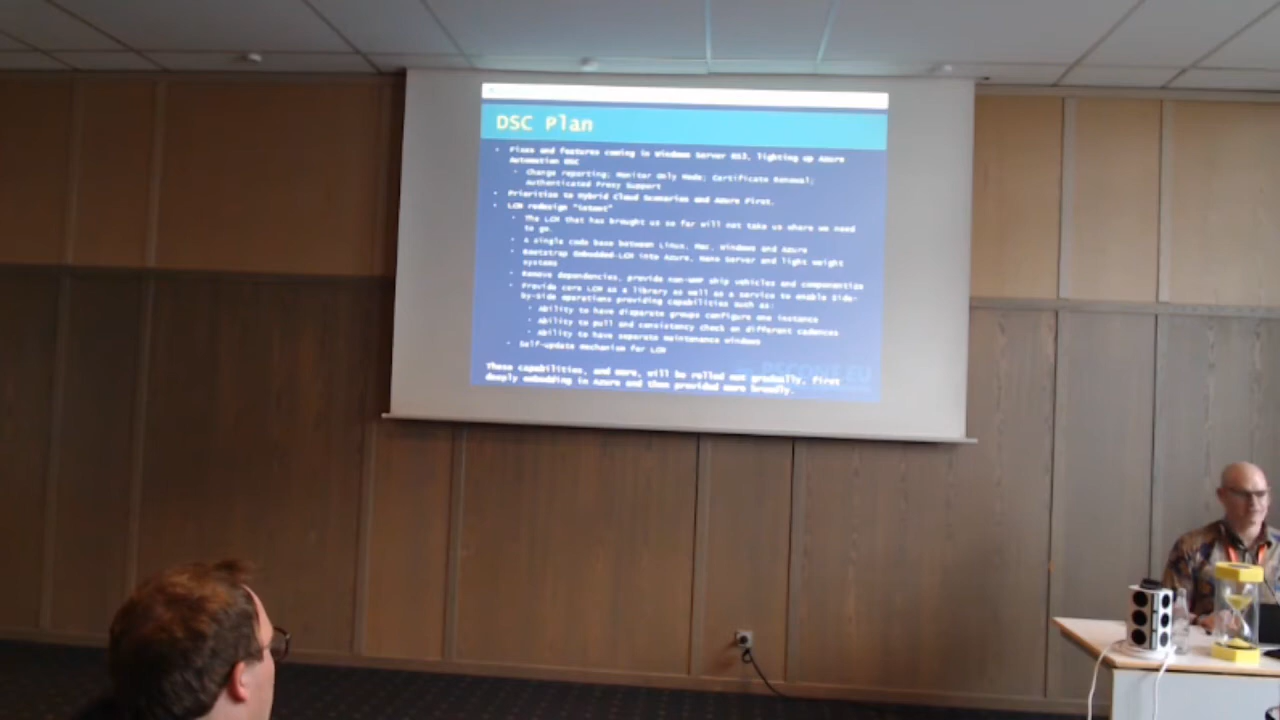 DSC Plan
• Fixes and features coming in Windows Server RS3, lighting up Azure
Automation DSC
• Change reporting; Monitor Only Mode; Certificate Renewal;
Authenticated Proxy Support
• Prioritize to Hybrid Cloud Scenarios and Azure First.
• LCM redesign "intent"
• The LCM that has brought us so far will not take us where we need
to go.
• A single code base between Linux, Mac, Windows and Azure
• Bootstrap Embedded-LCM into Azure, Nano Server and light weight
systems
• Remove dependencies, provide non-WMF ship vehicles and componentize
• Provide core LCM as a library as well as a service to enable Side-
by-Side operations providing capabilities such as:
• Ability to have disparate groups configure one instance
• Ability to pull and consistency check on different cadences
• Ability to have separate maintenance windows
• Self-update mechanism for LCM
These capabilities, and more, will be rolled out gradually, first
deeply embedding in Azure and then provided more broadly.
PSCONF.EU